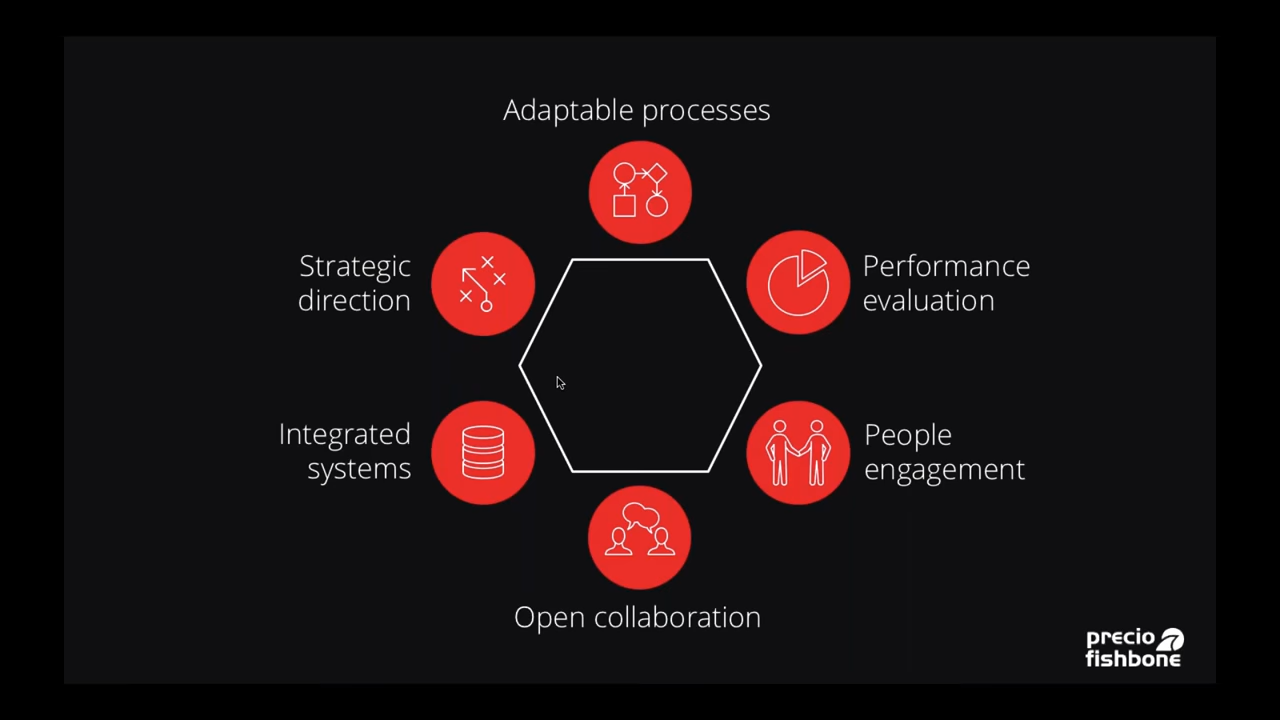 Adaptable processes
Strategic
direction
Performance
evaluation
Integrated
systems
People
engagement
Open collaboration
precio
fishbone